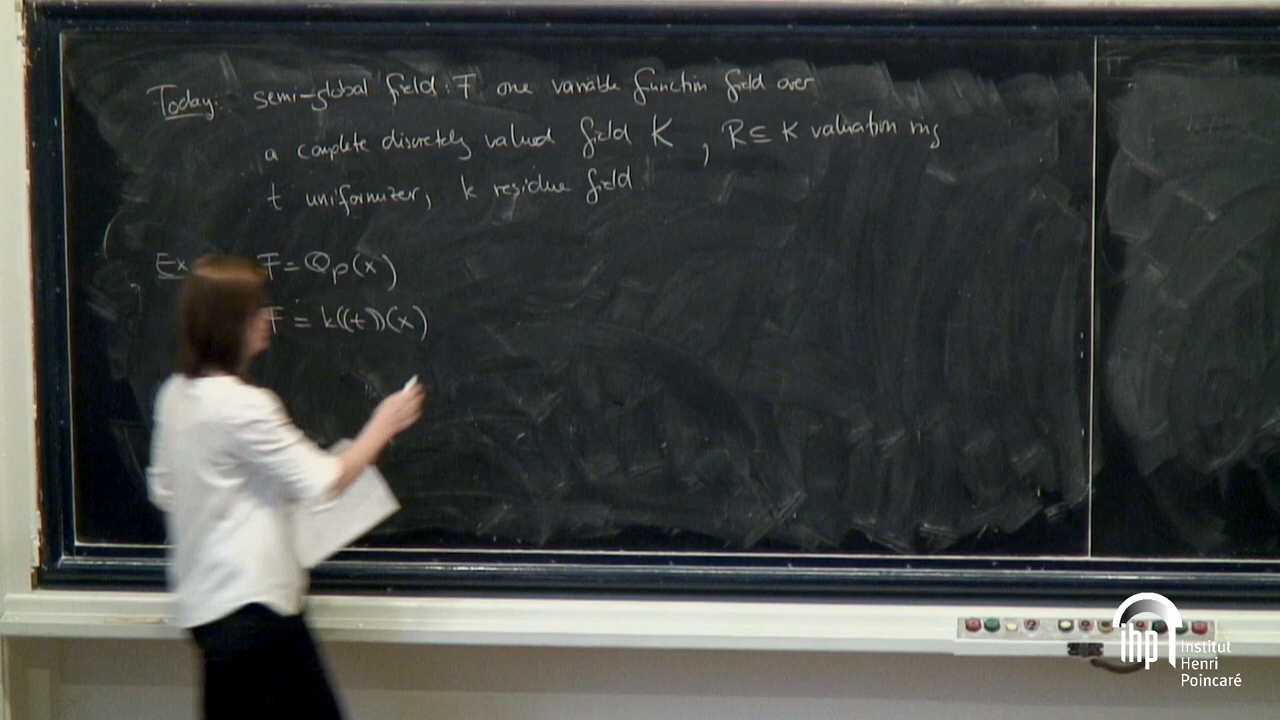 Today: semi-global field: F one variable function field over
a complete discretely valued field K, R ⊆ K valuation ring
t uniformizer, k residue field.
Ex F = ℚp(x)
F = k((t))(x)
ihp Institut
Henri
Poincaré